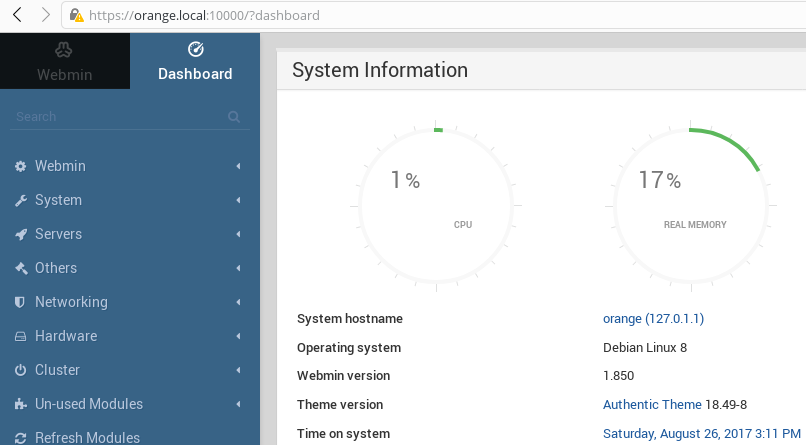 https://orange.local:10000/?dashboard
Webmin
Dashboard
Search
Webmin
System
Servers
Others
Networking
Hardware
Cluster
Un-used Modules
Refresh Modules
System Information
1%
CPU
17%
REAL MEMORY
System hostname orange (127.0.1.1)
Operating system Debian Linux 8
Webmin version 1.850
Theme version Authentic Theme 18.49-8
Time on system Saturday, August 26, 2017 3:11 PM